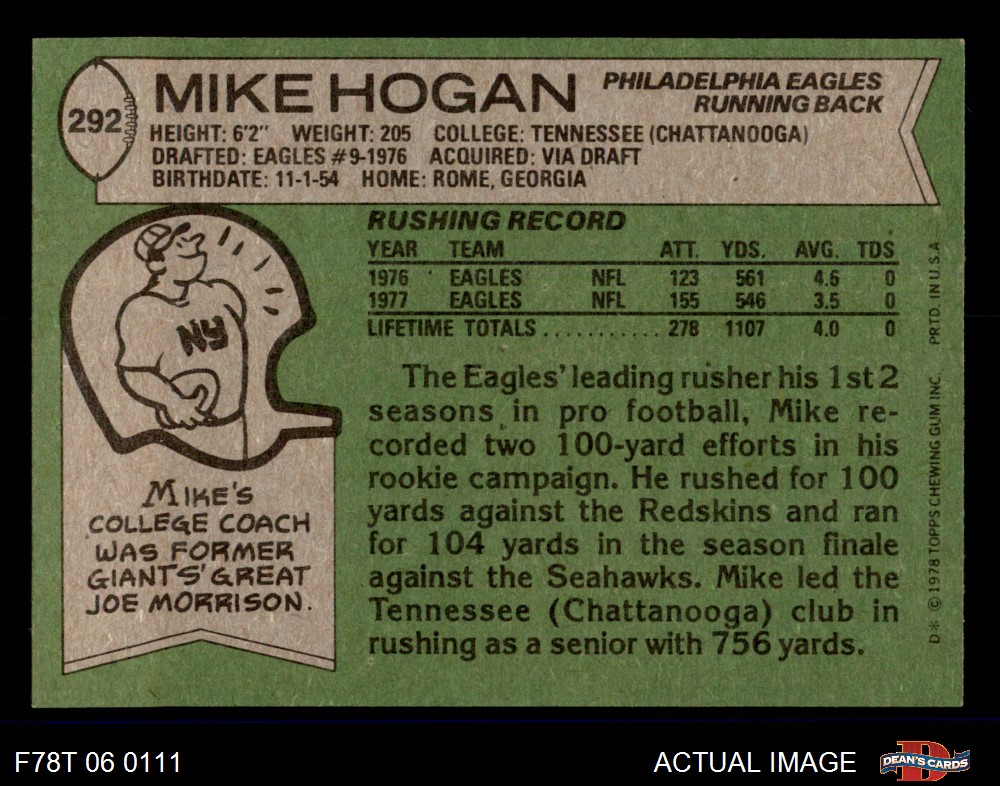 292
MIKE HOGAN
PHILADELPHIA EAGLES
RUNNING BACK
HEIGHT: 6'2" WEIGHT: 205 COLLEGE: TENNESSEE (CHATTANOOGA)
DRAFTED: EAGLES #9-1976 ACQUIRED: VIA DRAFT
BIRTHDATE: 11-1-54 HOME: ROME, GEORGIA
RUSHING RECORD
YEAR TEAM ATT. YDS. AVG. TDS
1976 EAGLES NFL 123 561 4.6 0
1977 EAGLES NFL 155 546 3.5 0
LIFETIME TOTALS ........... 278 1107 4.0 0
The Eagles' leading rusher his 1st 2
seasons in pro football, Mike re-
corded two 100-yard efforts in his
rookie campaign. He rushed for 100
yards against the Redskins and ran
for 104 yards in the season finale
against the Seahawks. Mike led the
Tennessee (Chattanooga) club in
rushing as a senior with 756 yards.
NY
MIKE'S
COLLEGE COACH
WAS FORMER
GIANTS' GREAT
JOE MORRISON.
D* © 1978 TOPPS CHEWING GUM INC. PRTD. IN U.S.A.
F78T 06 0111
ACTUAL IMAGE
D
DEAN'S CARDS